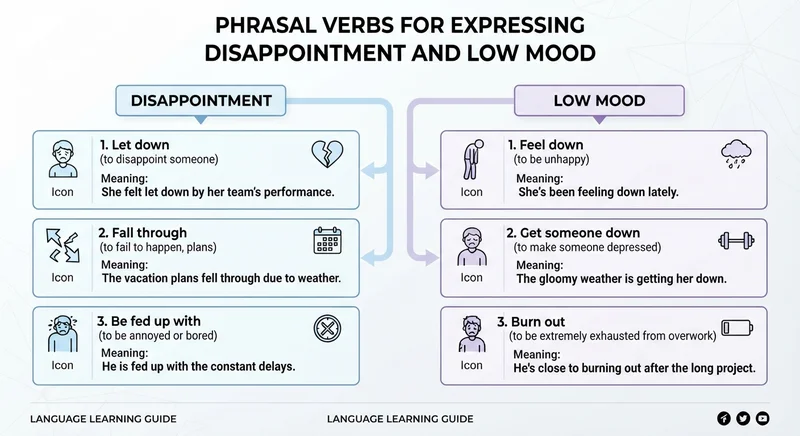 PHRASAL VERBS FOR EXPRESSING
DISAPPOINTMENT AND LOW MOOD
DISAPPOINTMENT
1. Let down
(to disappoint someone)
Meaning:
She felt let down by her team's performance.
Icon
2. Fall through
(to fail to happen, plans)
Meaning:
The vacation plans fell through due to weather.
Icon
3. Be fed up with
(to be annoyed or bored)
Meaning:
He is fed up with the constant delays.
Icon
LOW MOOD
1. Feel down
(to be unhappy)
Meaning:
She's been feeling down lately.
Icon
2. Get someone down
(to make someone depressed)
Meaning:
The gloomy weather is getting her down.
Icon
3. Burn out
(to be extremely exhausted from overwork)
Meaning:
He's close to burning out after the long project.
Icon
LANGUAGE LEARNING GUIDE
LANGUAGE LEARNING GUIDE